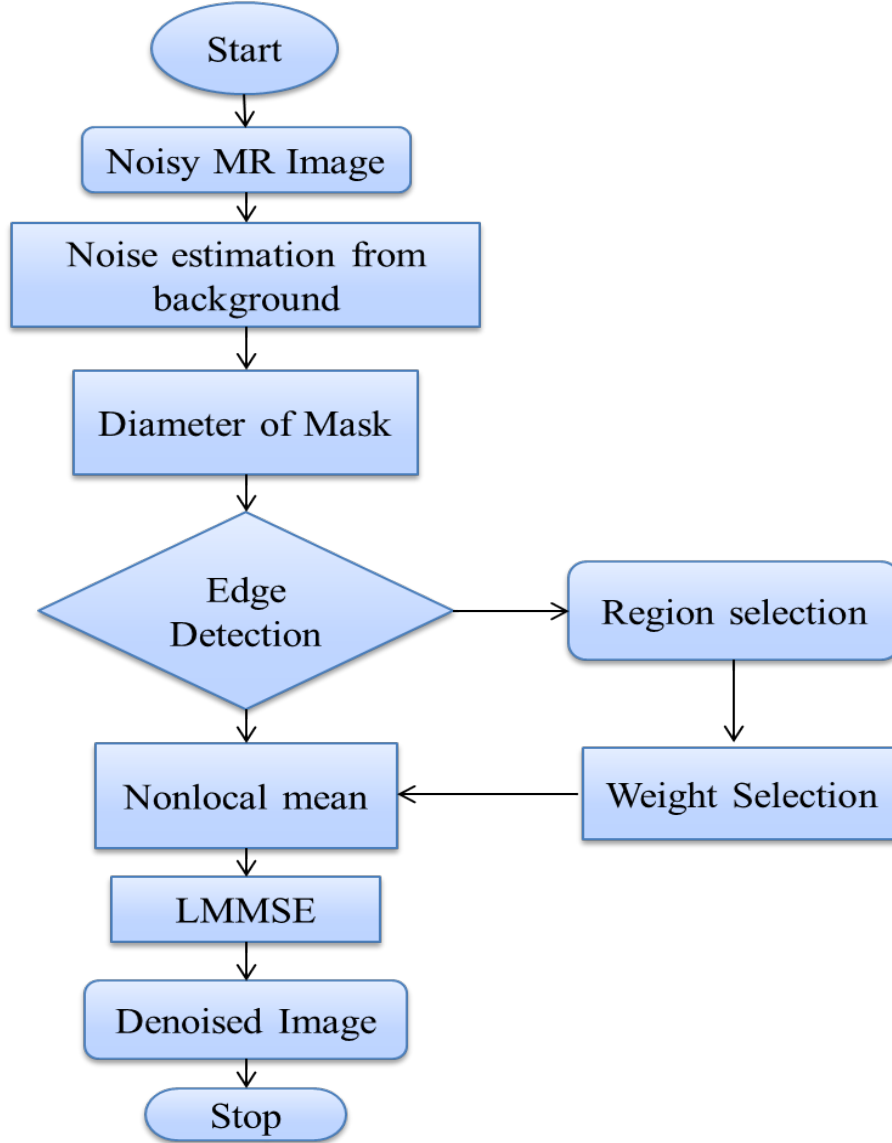 Start
Noisy MR Image
Noise estimation from
background
Diameter of Mask
Edge
Detection
Region selection
Weight Selection
Nonlocal mean
LMMSE
Denoised Image
Stop